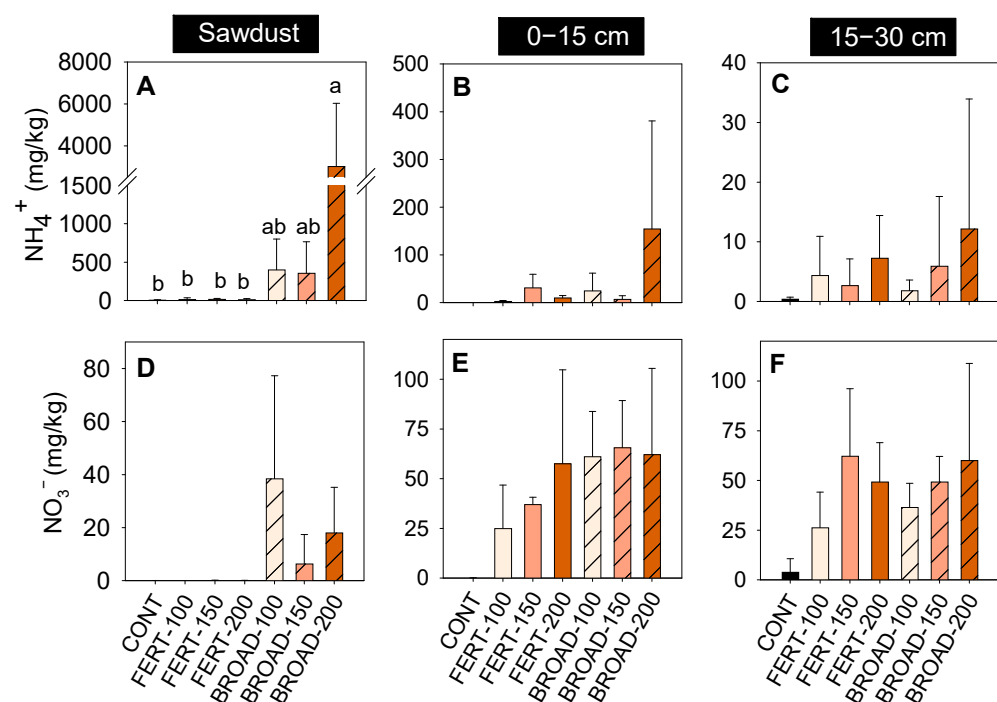 Sawdust
0−15 cm
15−30 cm
NH₄⁺ (mg/kg)
8000
6000
4000
1500
1000
500
0
A
b
b
b
b
ab
ab
a
500
400
300
200
100
0
B
40
30
20
10
0
C
NO₃⁻ (mg/kg)
80
60
40
20
0
D
100
75
50
25
0
E
100
75
50
25
0
F
CONT
FERT-100
FERT-150
FERT-200
BROAD-100
BROAD-150
BROAD-200
CONT
FERT-100
FERT-150
FERT-200
BROAD-100
BROAD-150
BROAD-200
CONT
FERT-100
FERT-150
FERT-200
BROAD-100
BROAD-150
BROAD-200